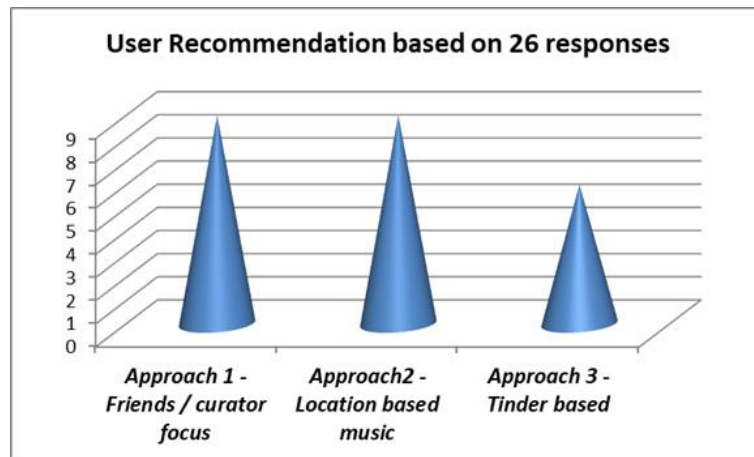 User Recommendation based on 26 responses
9
8
7
6
5
4
3
2
1
0
Approach 1 -
Friends / curator
focus
Approach2 -
Location based
music
Approach 3 -
Tinder based